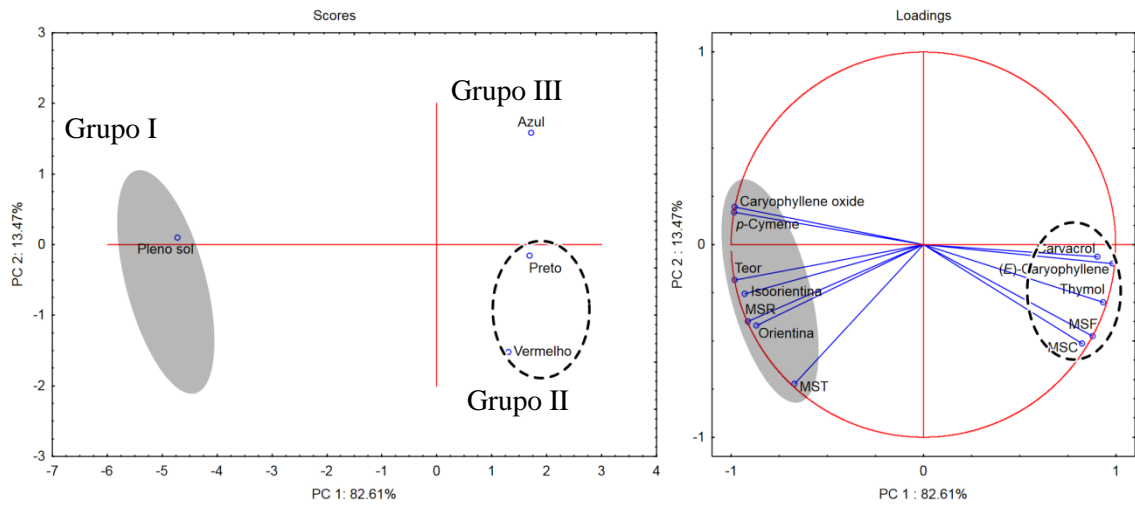 Scores
3
2
1
0
-1
-2
-3
PC 2: 13.47%
Grupo I
Pleno sol
Grupo III
Azul
Preto
Vermelho
Grupo II
-7
-6
-5
-4
-3
-2
-1
0
1
2
3
4
PC 1: 82.61%
Loadings
1
0
-1
PC 2 : 13.47%
Caryophyllene oxide
p-Cymene
Teor
Isoorientina
MSR
Orientina
MST
Carvacrol
(E)-Caryophyllene
Thymol
MSF
MSC
-1
0
1
PC 1 : 82.61%